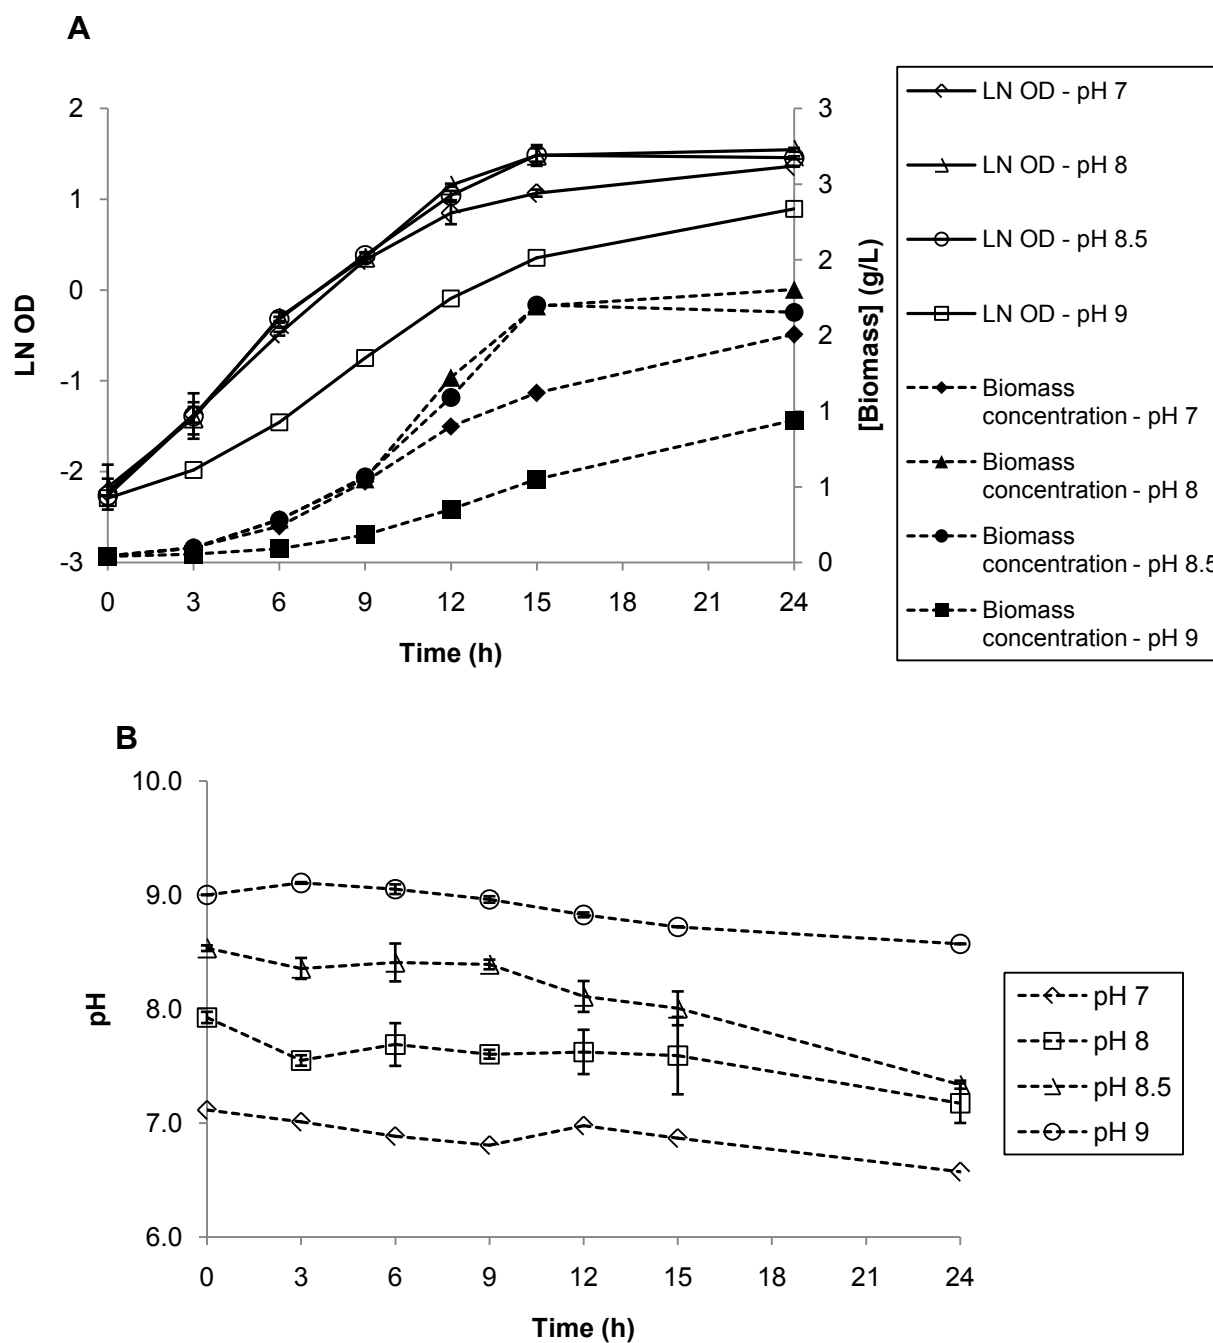 A
LN OD
2
1
0
-1
-2
-3
3
3
2
2
1
1
0
[Biomass] (g/L)
0 3 6 9 12 15 18 21 24
Time (h)
LN OD - pH 7
LN OD - pH 8
LN OD - pH 8.5
LN OD - pH 9
Biomass
concentration - pH 7
Biomass
concentration - pH 8
Biomass
concentration - pH 8.5
Biomass
concentration - pH 9
B
pH
10.0
9.0
8.0
7.0
6.0
0 3 6 9 12 15 18 21 24
Time (h)
pH 7
pH 8
pH 8.5
pH 9